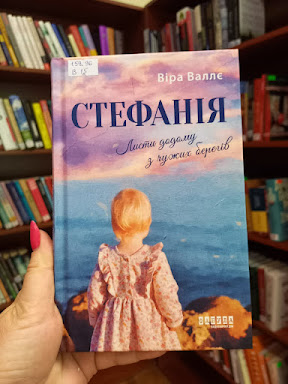 Віра Валлє
СТЕФАНІЯ
Листи додому
з чужих берегів